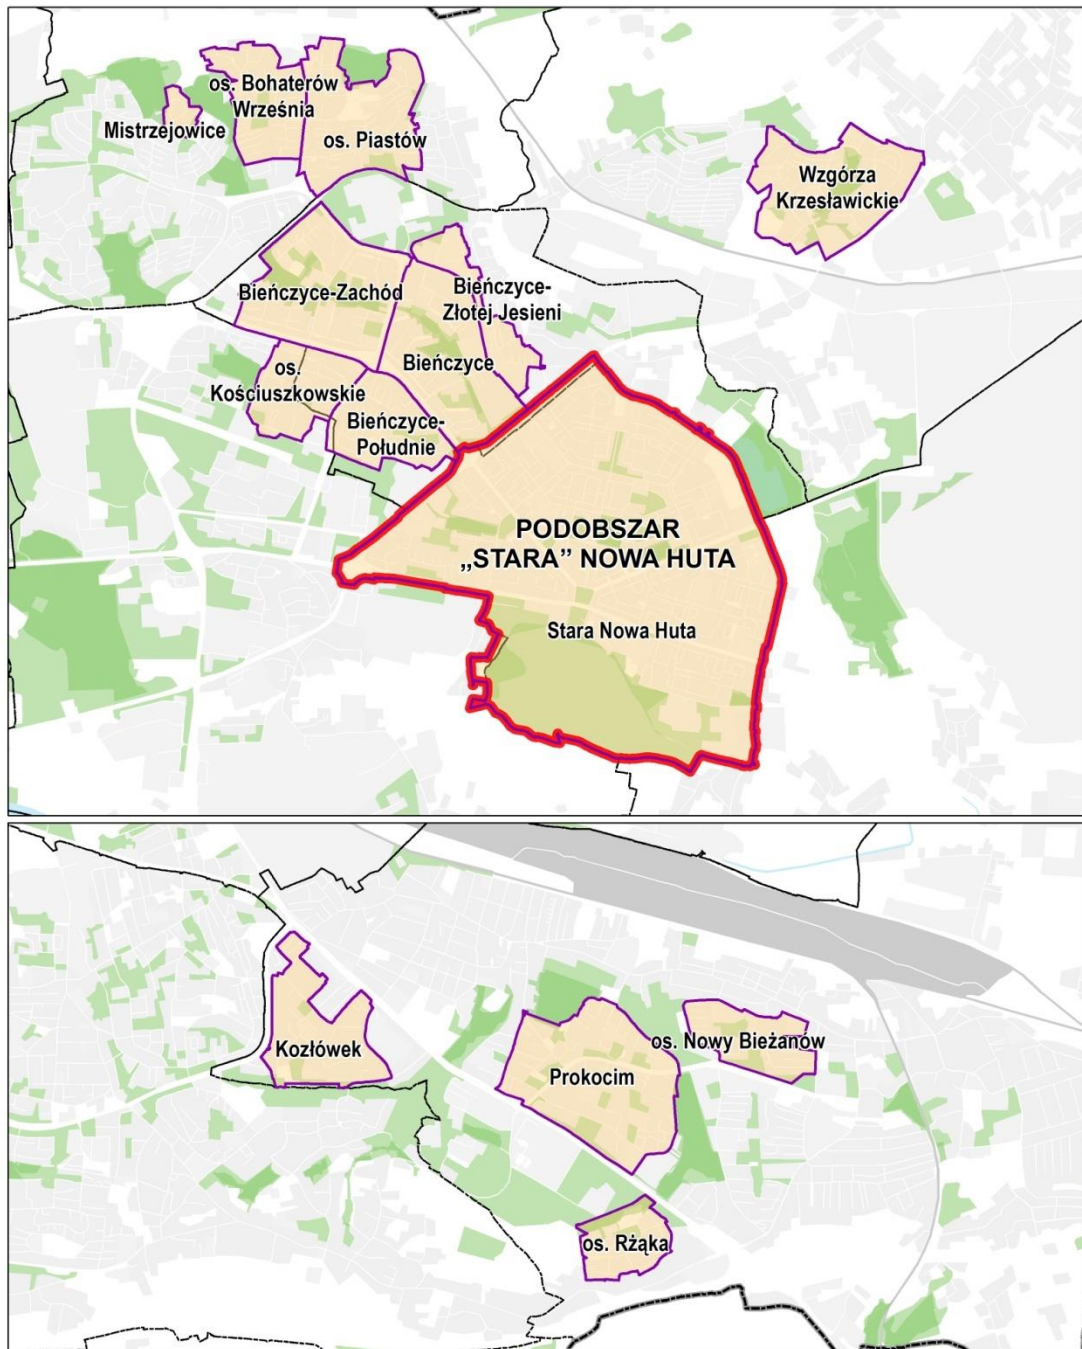 os. Bohaterów
Września
Mistrzejowice
os. Piastów
Wzgórza
Krzesławickie
Bieńczyce-Zachód
Bieńczyce-
Złotej Jesieni
Bieńczyce
os.
Kościuszkowskie
Bieńczyce-
Południe
PODOBSZAR
„STARA” NOWA HUTA
Stara Nowa Huta
Kozłówek
os. Nowy Bieżanów
Prokocim
os. Rżąka